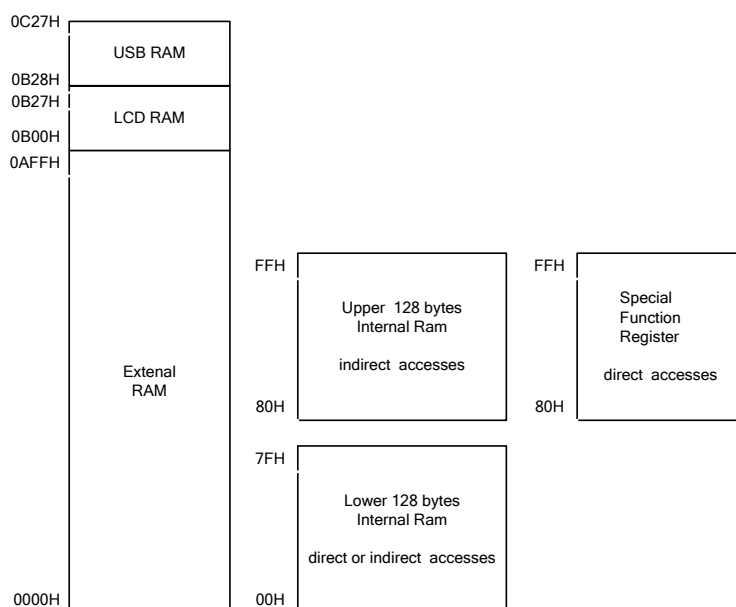 0C27H
USB RAM
0B28H
0B27H
LCD RAM
0B00H
0AFFH
Extenal
RAM
0000H
FFH
Upper 128 bytes
Internal Ram
indirect accesses
80H
7FH
Lower 128 bytes
Internal Ram
direct or indirect accesses
00H
FFH
Special
Function
Register
direct accesses
80H